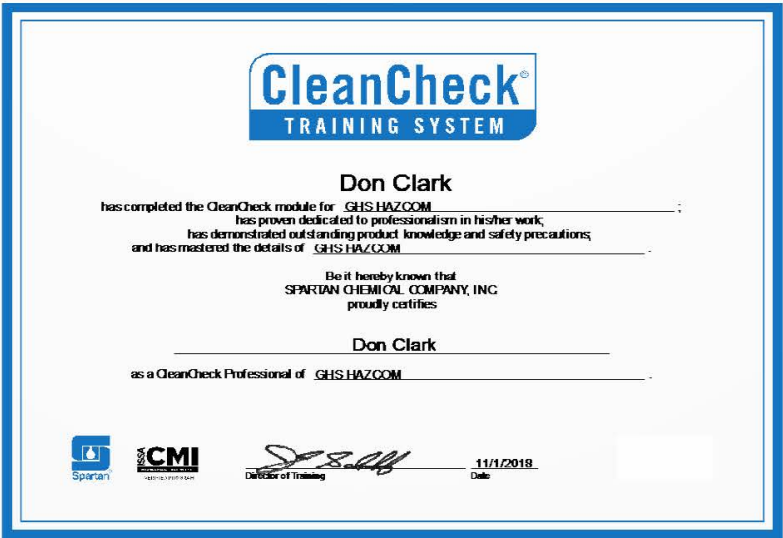 CleanCheck®
TRAINING SYSTEM
Don Clark
has completed the CleanCheck module for GHS HAZCOM ;
has proven dedicated to professionalism in his/her work;
has demonstrated outstanding product knowledge and safety precautions;
and has mastered the details of GHS HAZCOM .
Be it hereby known that
SPARTAN CHEMICAL COMPANY, INC.
proudly certifies
Don Clark
as a CleanCheck Professional of GHS HAZCOM .
Spartan
ISSA CMI
11/1/2018
Director of Training Date